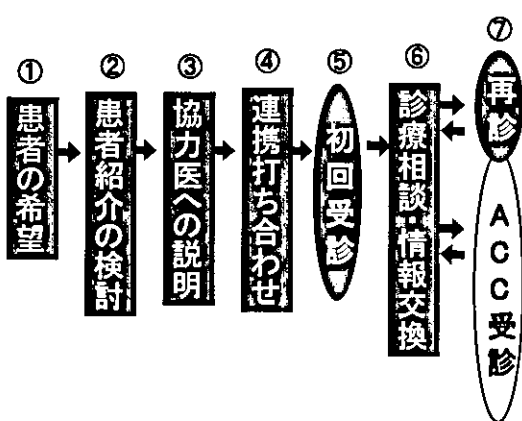 ①
患者の希望
②
患者紹介の検討
③
協力医への説明
④
連携打ち合わせ
⑤
初回受診
⑥
診療相談・情報交換
⑦
再診
ACC受診